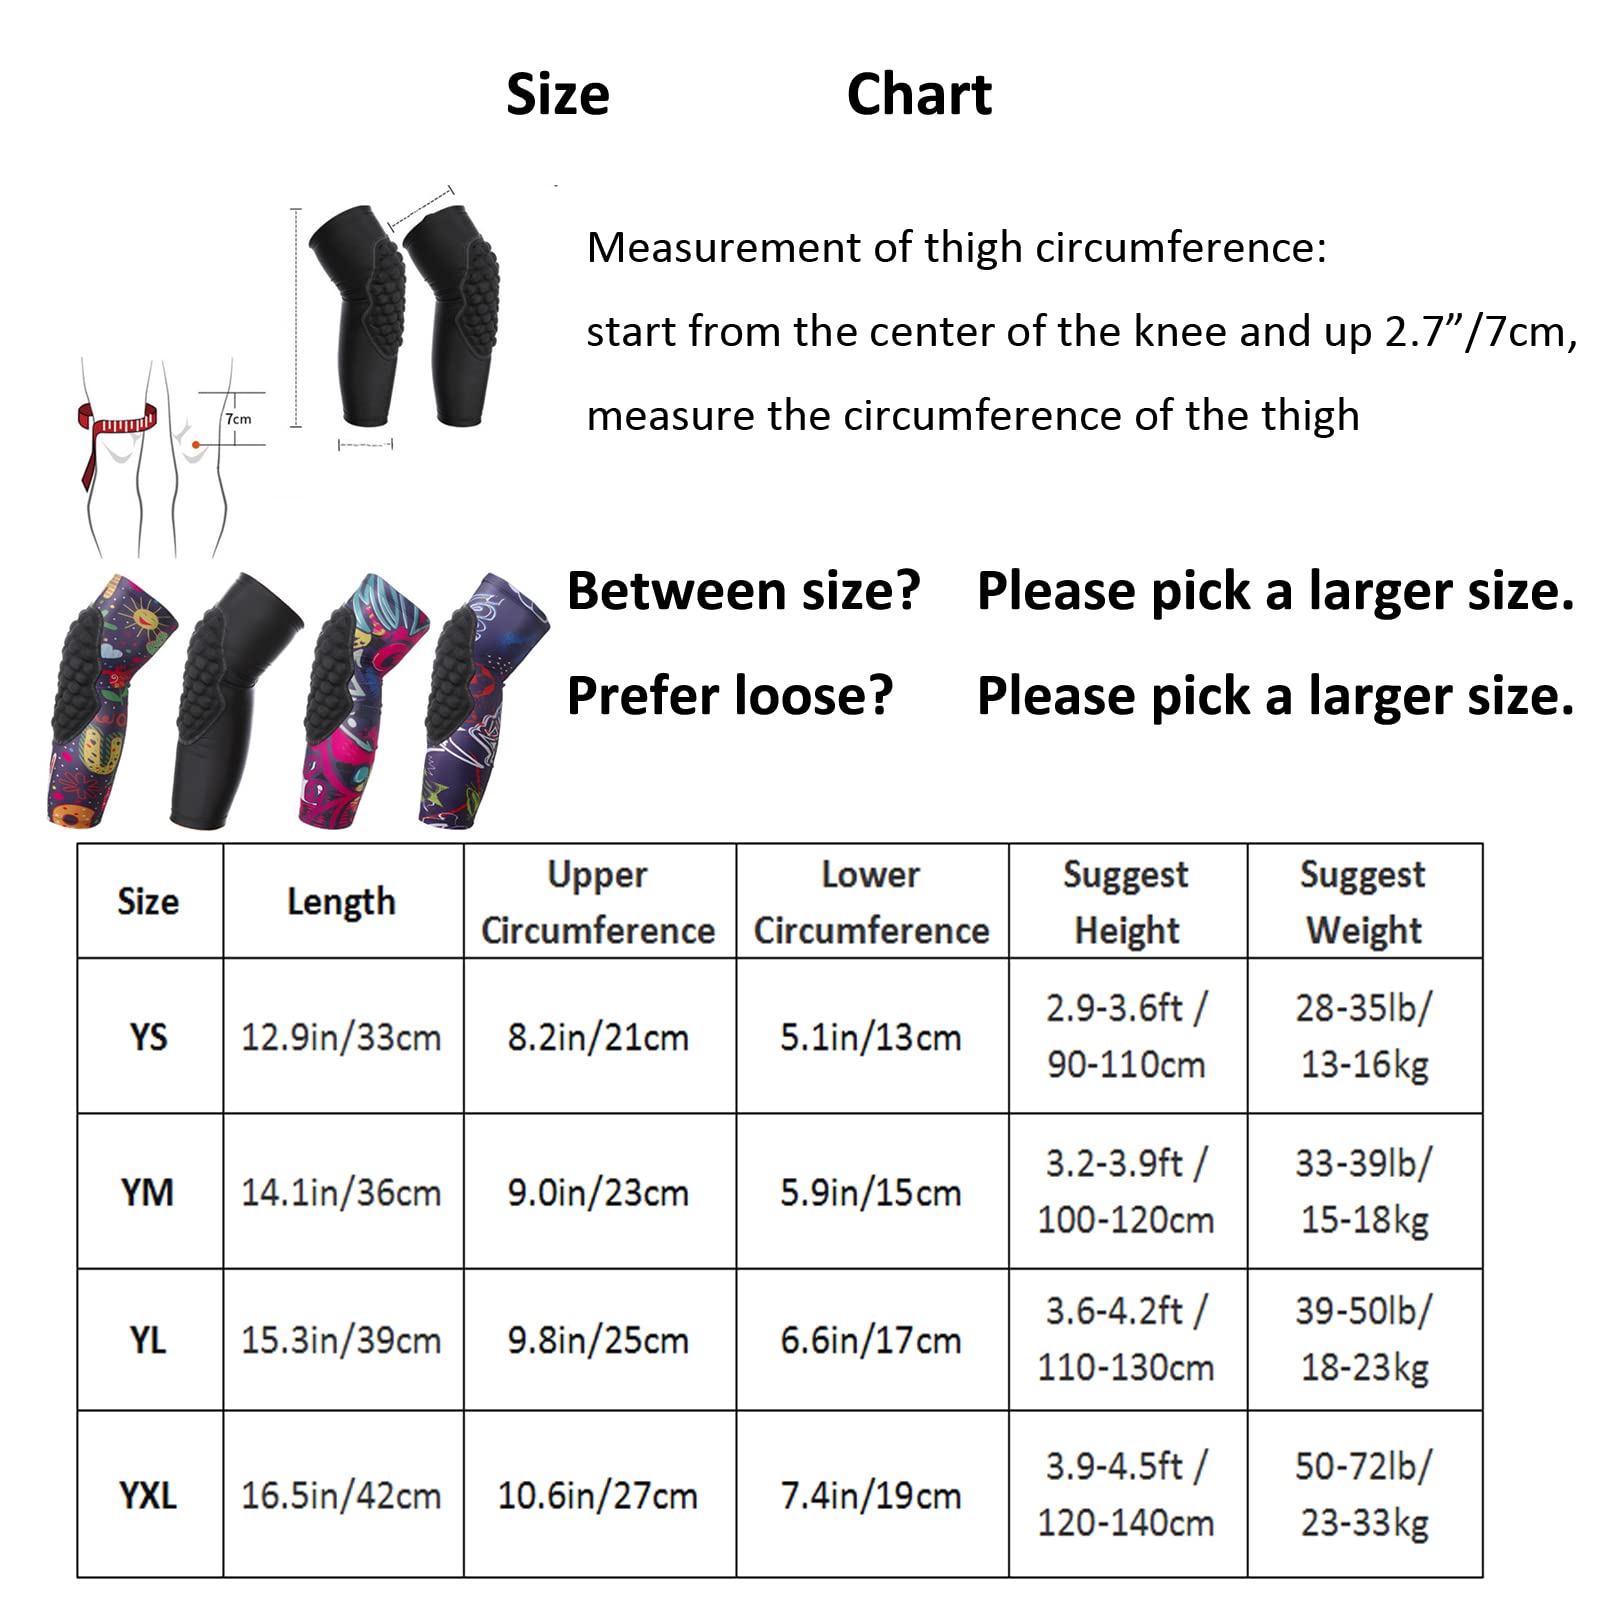 Size Chart
Measurement of thigh circumference:
start from the center of the knee and up 2.7”/7cm,
measure the circumference of the thigh
7cm
Between size? Please pick a larger size.
Prefer loose? Please pick a larger size.
Size Length Upper Circumference Lower Circumference Suggest Height Suggest Weight
YS 12.9in/33cm 8.2in/21cm 5.1in/13cm 2.9-3.6ft / 90-110cm 28-35lb/ 13-16kg
YM 14.1in/36cm 9.0in/23cm 5.9in/15cm 3.2-3.9ft / 100-120cm 33-39lb/ 15-18kg
YL 15.3in/39cm 9.8in/25cm 6.6in/17cm 3.6-4.2ft / 110-130cm 39-50lb/ 18-23kg
YXL 16.5in/42cm 10.6in/27cm 7.4in/19cm 3.9-4.5ft / 120-140cm 50-72lb/ 23-33kg